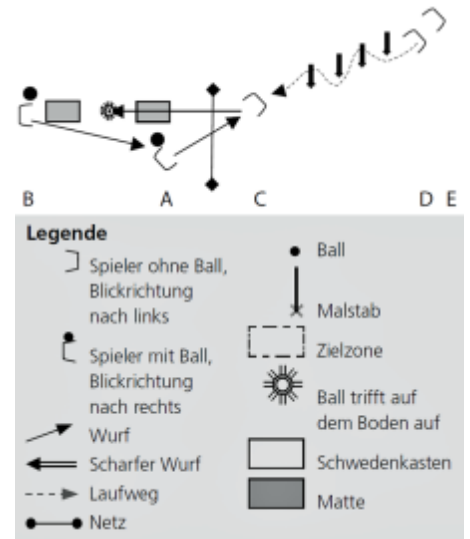 B A C D E
Legende
Spieler ohne Ball,
Blickrichtung
nach links
Spieler mit Ball,
Blickrichtung
nach rechts
Wurf
Scharfer Wurf
Laufweg
Netz
Ball
Malstab
Zielzone
Ball trifft auf
dem Boden auf
Schwedenkasten
Matte